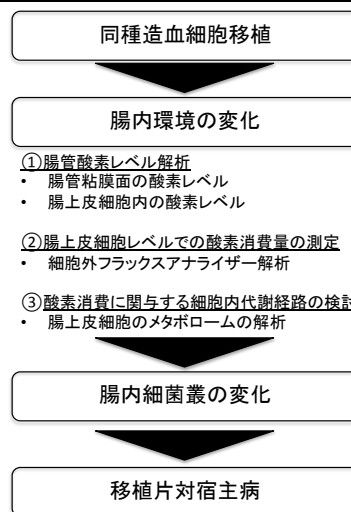 同種造血細胞移植
腸内環境の変化
①腸管酸素レベル解析
• 腸管粘膜面の酸素レベル
• 腸上皮細胞内の酸素レベル
②腸上皮細胞レベルでの酸素消費量の測定
• 細胞外フラックスアナライザー解析
③酸素消費に関与する細胞内代謝経路の検討
• 腸上皮細胞のメタボロームの解析
腸内細菌叢の変化
移植片対宿主病